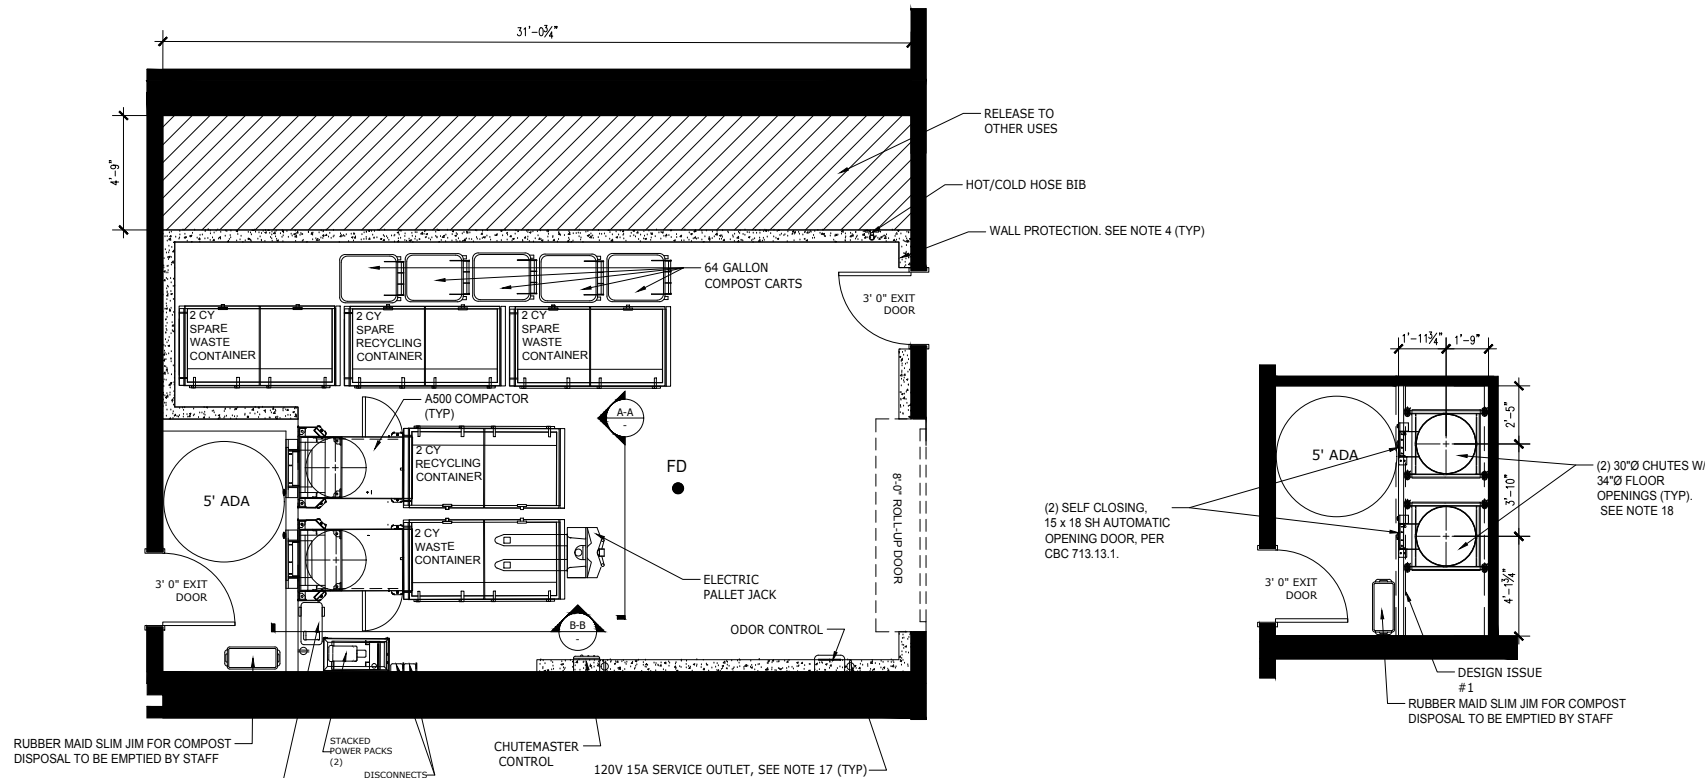 31'-0¾"
4'-9"
RELEASE TO
OTHER USES
HOT/COLD HOSE BIB
WALL PROTECTION. SEE NOTE 4 (TYP)
64 GALLON
COMPOST CARTS
3' 0" EXIT
DOOR
2 CY
SPARE
WASTE
CONTAINER
2 CY
SPARE
RECYCLING
CONTAINER
2 CY
SPARE
WASTE
CONTAINER
A500 COMPACTOR
(TYP)
A-A
-
2 CY
RECYCLING
CONTAINER
FD
5' ADA
8'-0" ROLL-UP DOOR
2 CY
WASTE
CONTAINER
ELECTRIC
PALLET JACK
3' 0" EXIT
DOOR
B-B
-
ODOR CONTROL
RUBBER MAID SLIM JIM FOR COMPOST
DISPOSAL TO BE EMPTIED BY STAFF
STACKED
POWER PACKS
(2)
DISCONNECTS
CHUTEMASTER
CONTROL
120V 15A SERVICE OUTLET, SEE NOTE 17 (TYP)
1'-11¾"
1'-9"
2'-5"
3'-10"
4'-1¾"
5' ADA
(2) SELF CLOSING,
15 x 18 SH AUTOMATIC
OPENING DOOR, PER
CBC 713.13.1.
(2) 30"Ø CHUTES W/
34"Ø FLOOR
OPENINGS (TYP).
SEE NOTE 18
3' 0" EXIT
DOOR
DESIGN ISSUE
#1
RUBBER MAID SLIM JIM FOR COMPOST
DISPOSAL TO BE EMPTIED BY STAFF